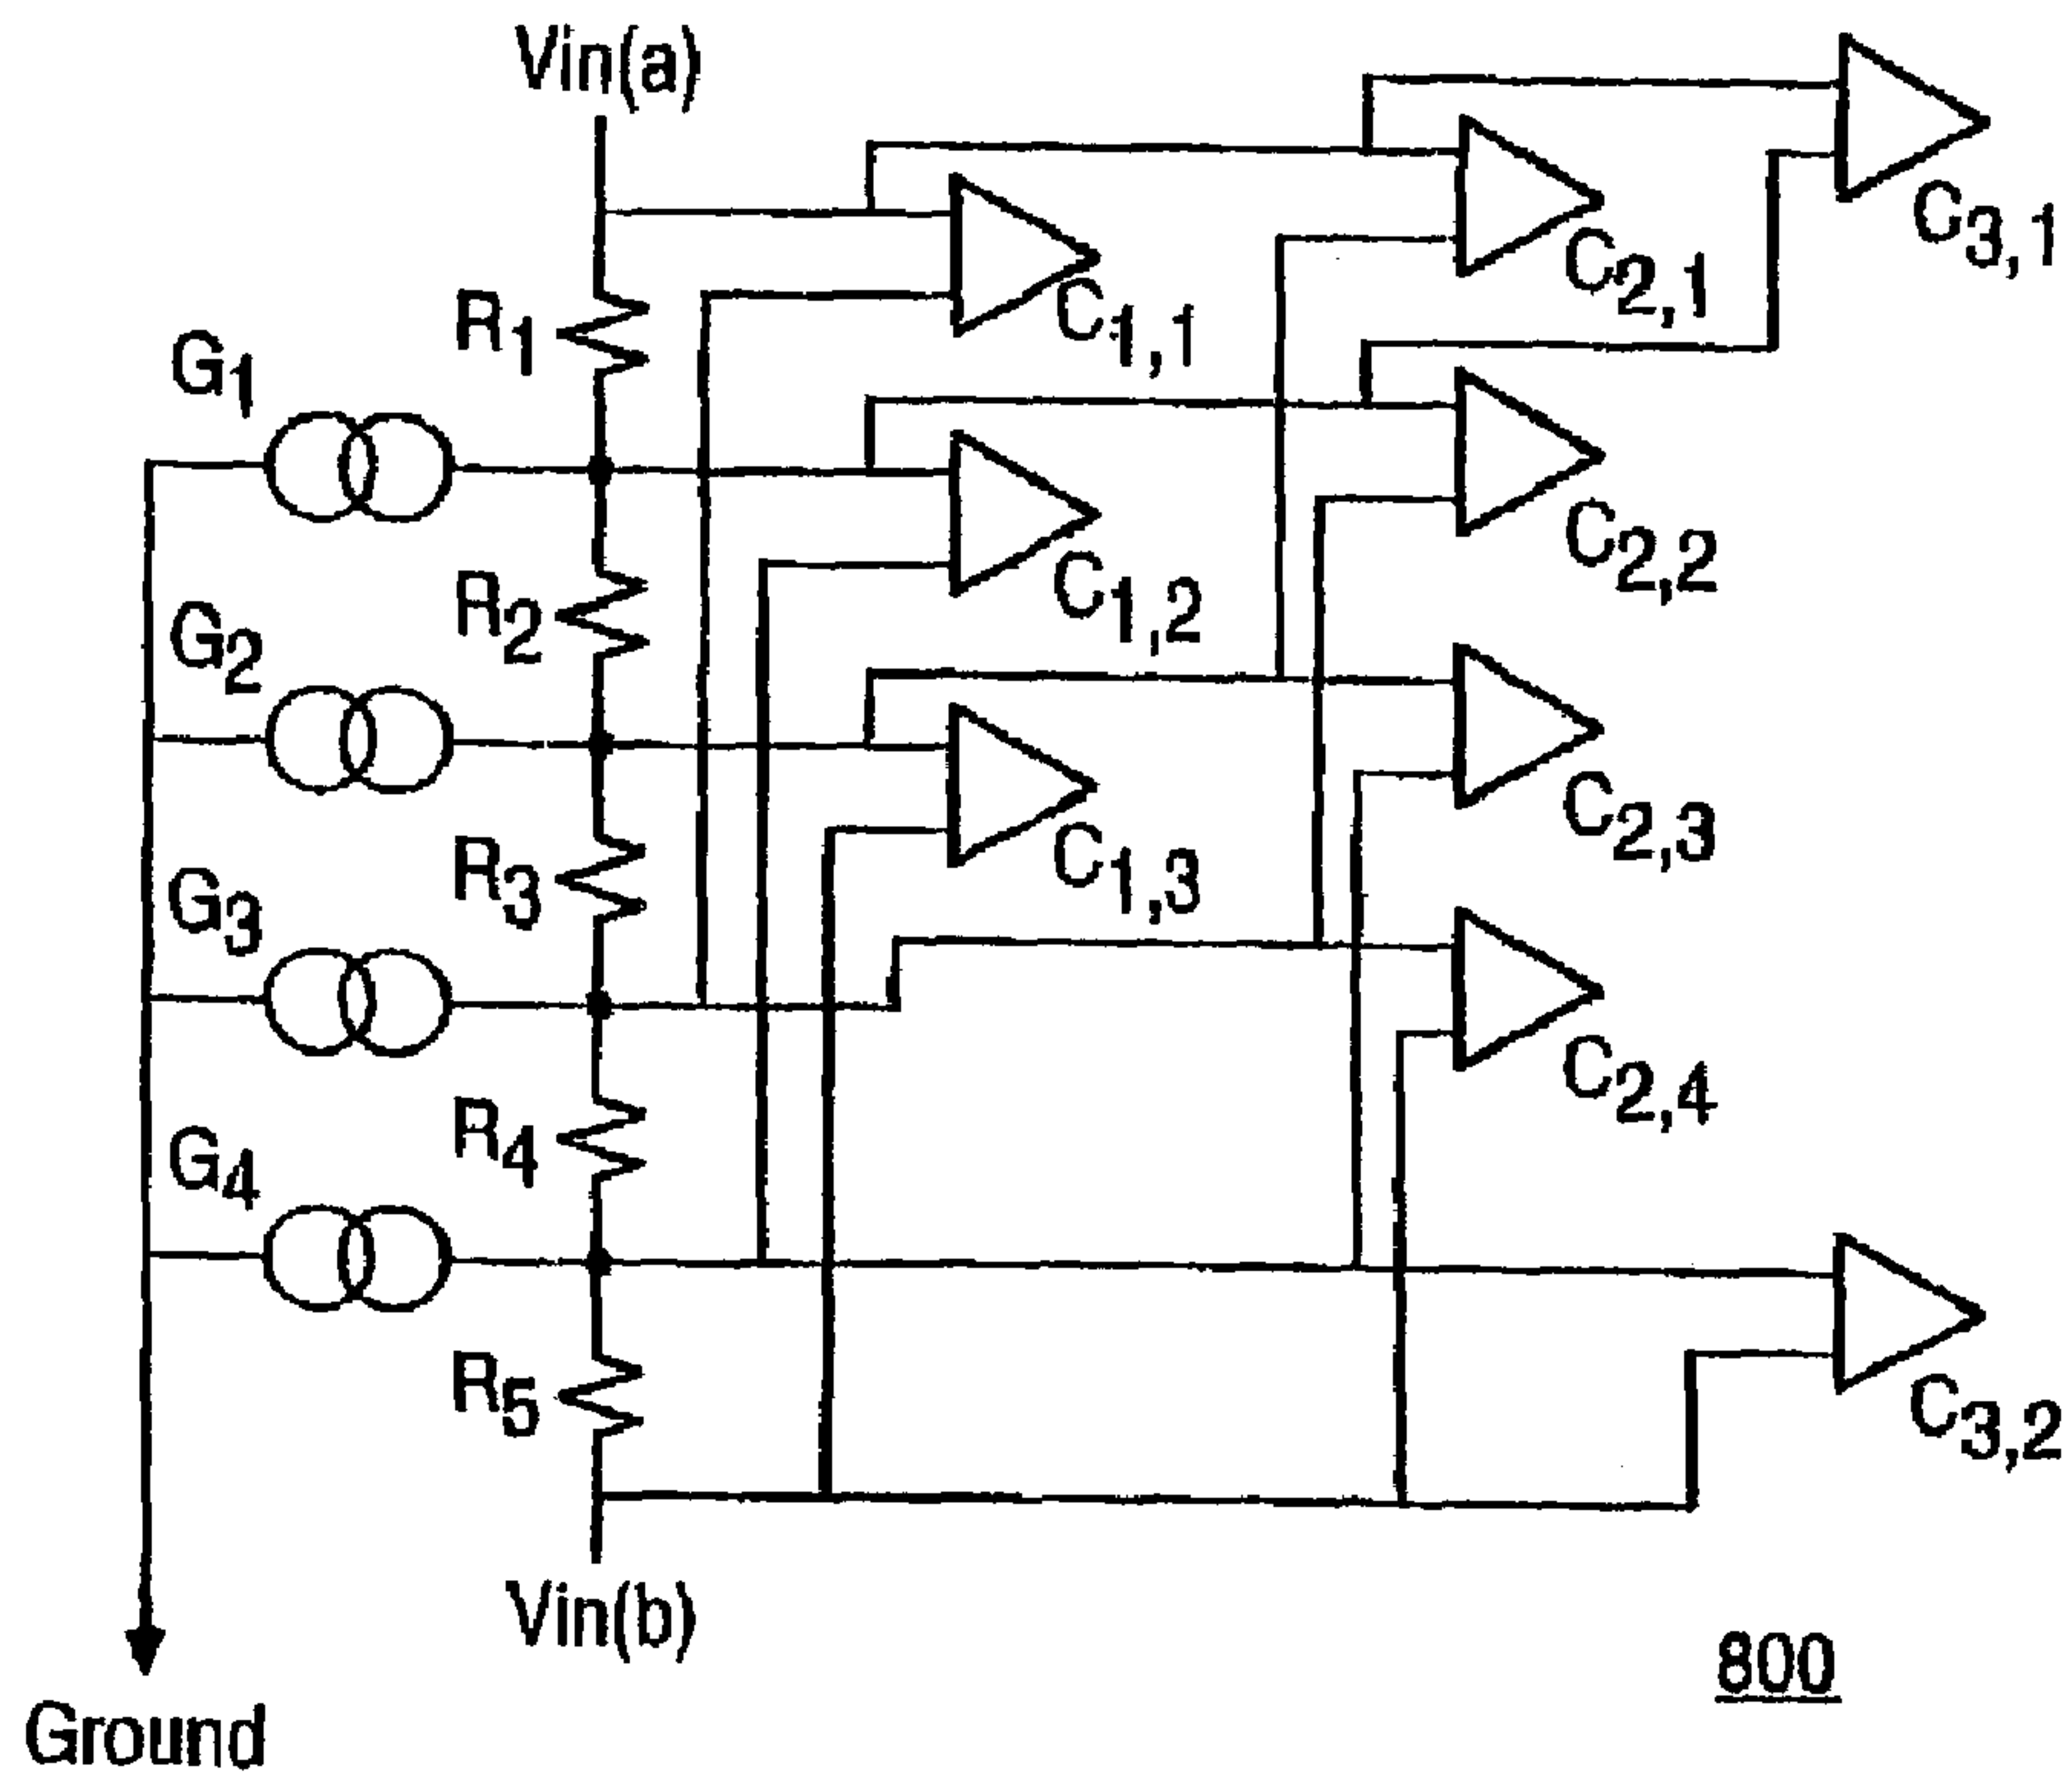 Vin(a)
C3,1
C2,1
R1
C1,1
G1
C2,2
R2
C1,2
G2
C2,3
R3
C1,3
G3
C2,4
R4
G4
R5
C3,2
Vin(b)
800
Ground